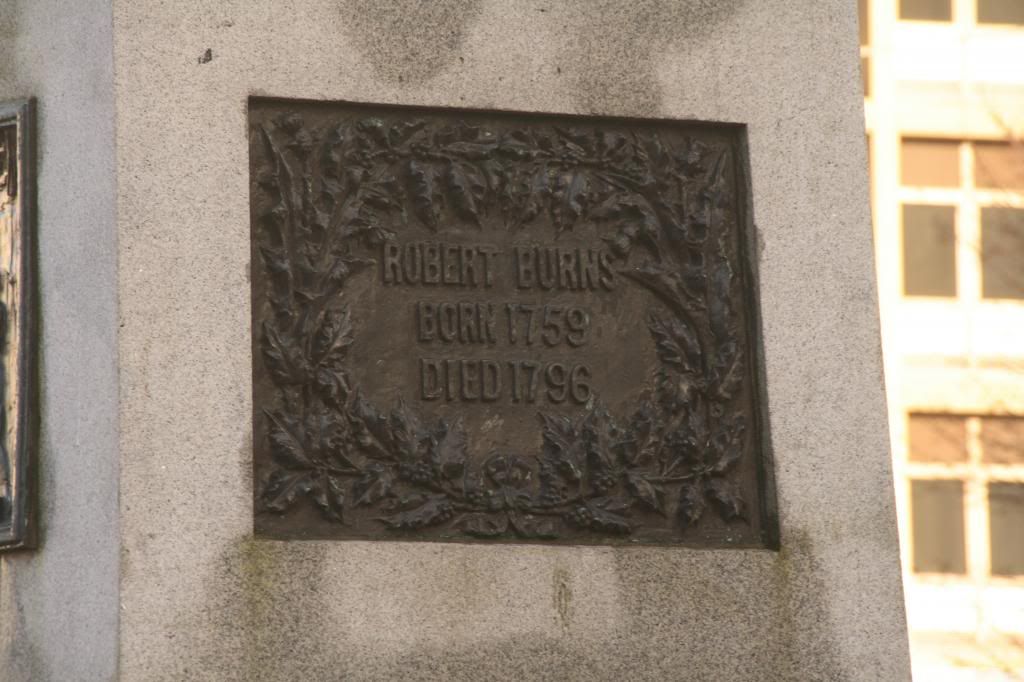 ROBERT BURNS
BORN 1759
DIED 1796